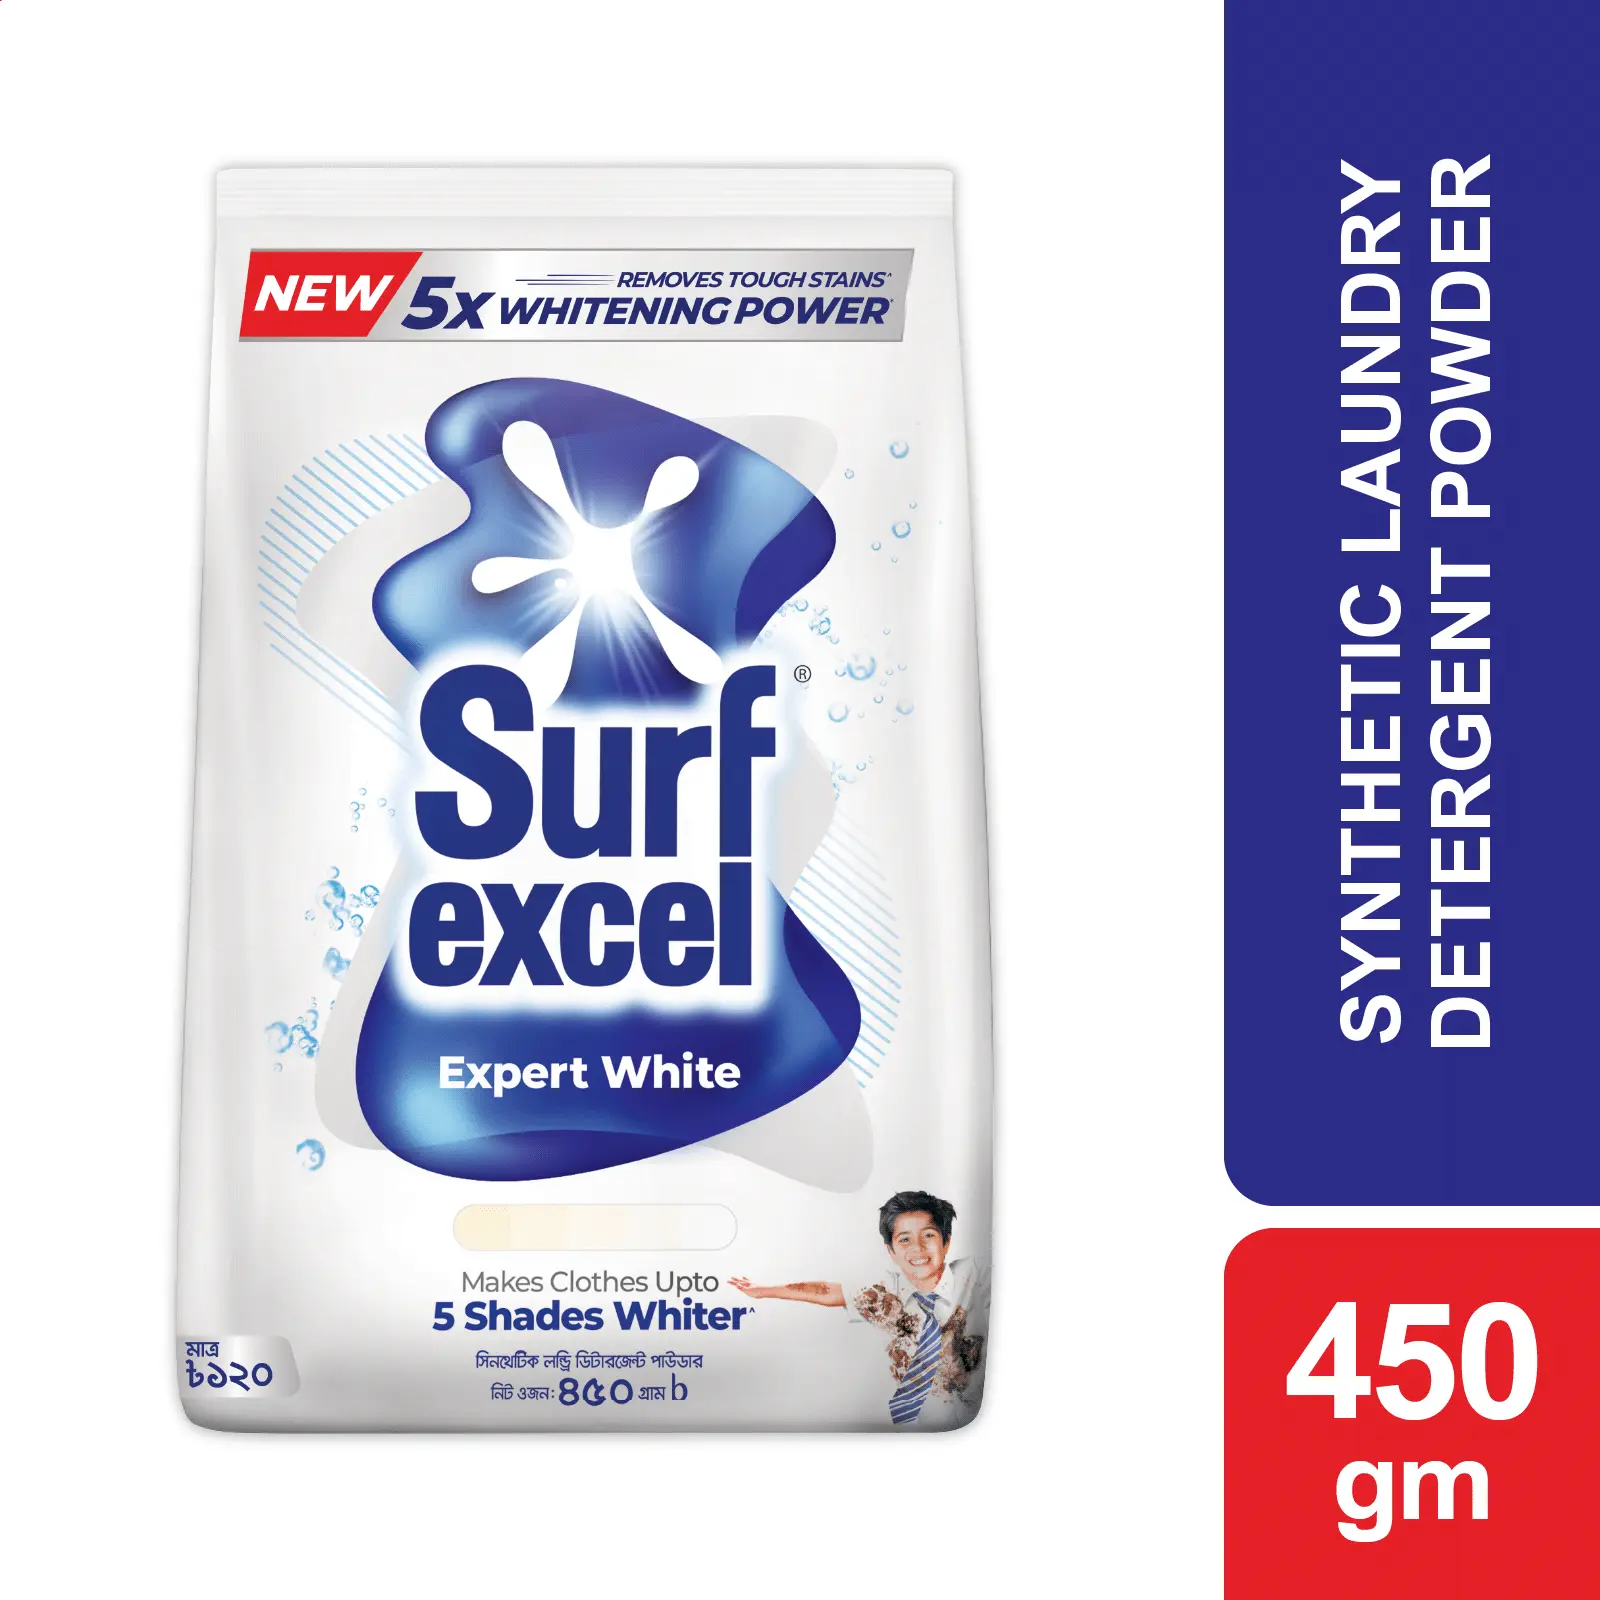 NEW
5X
REMOVES TOUGH STAINS^
WHITENING POWER*
Surf®
excel
Expert White
Makes Clothes Upto
5 Shades Whiter^
সিনথেটিক লন্ড্রি ডিটারজেন্ট পাউডার
নিট ওজন: ৪৫০ গ্রাম b
মাত্র
৳১২০
SYNTHETIC LAUNDRY
DETERGENT POWDER
450
gm